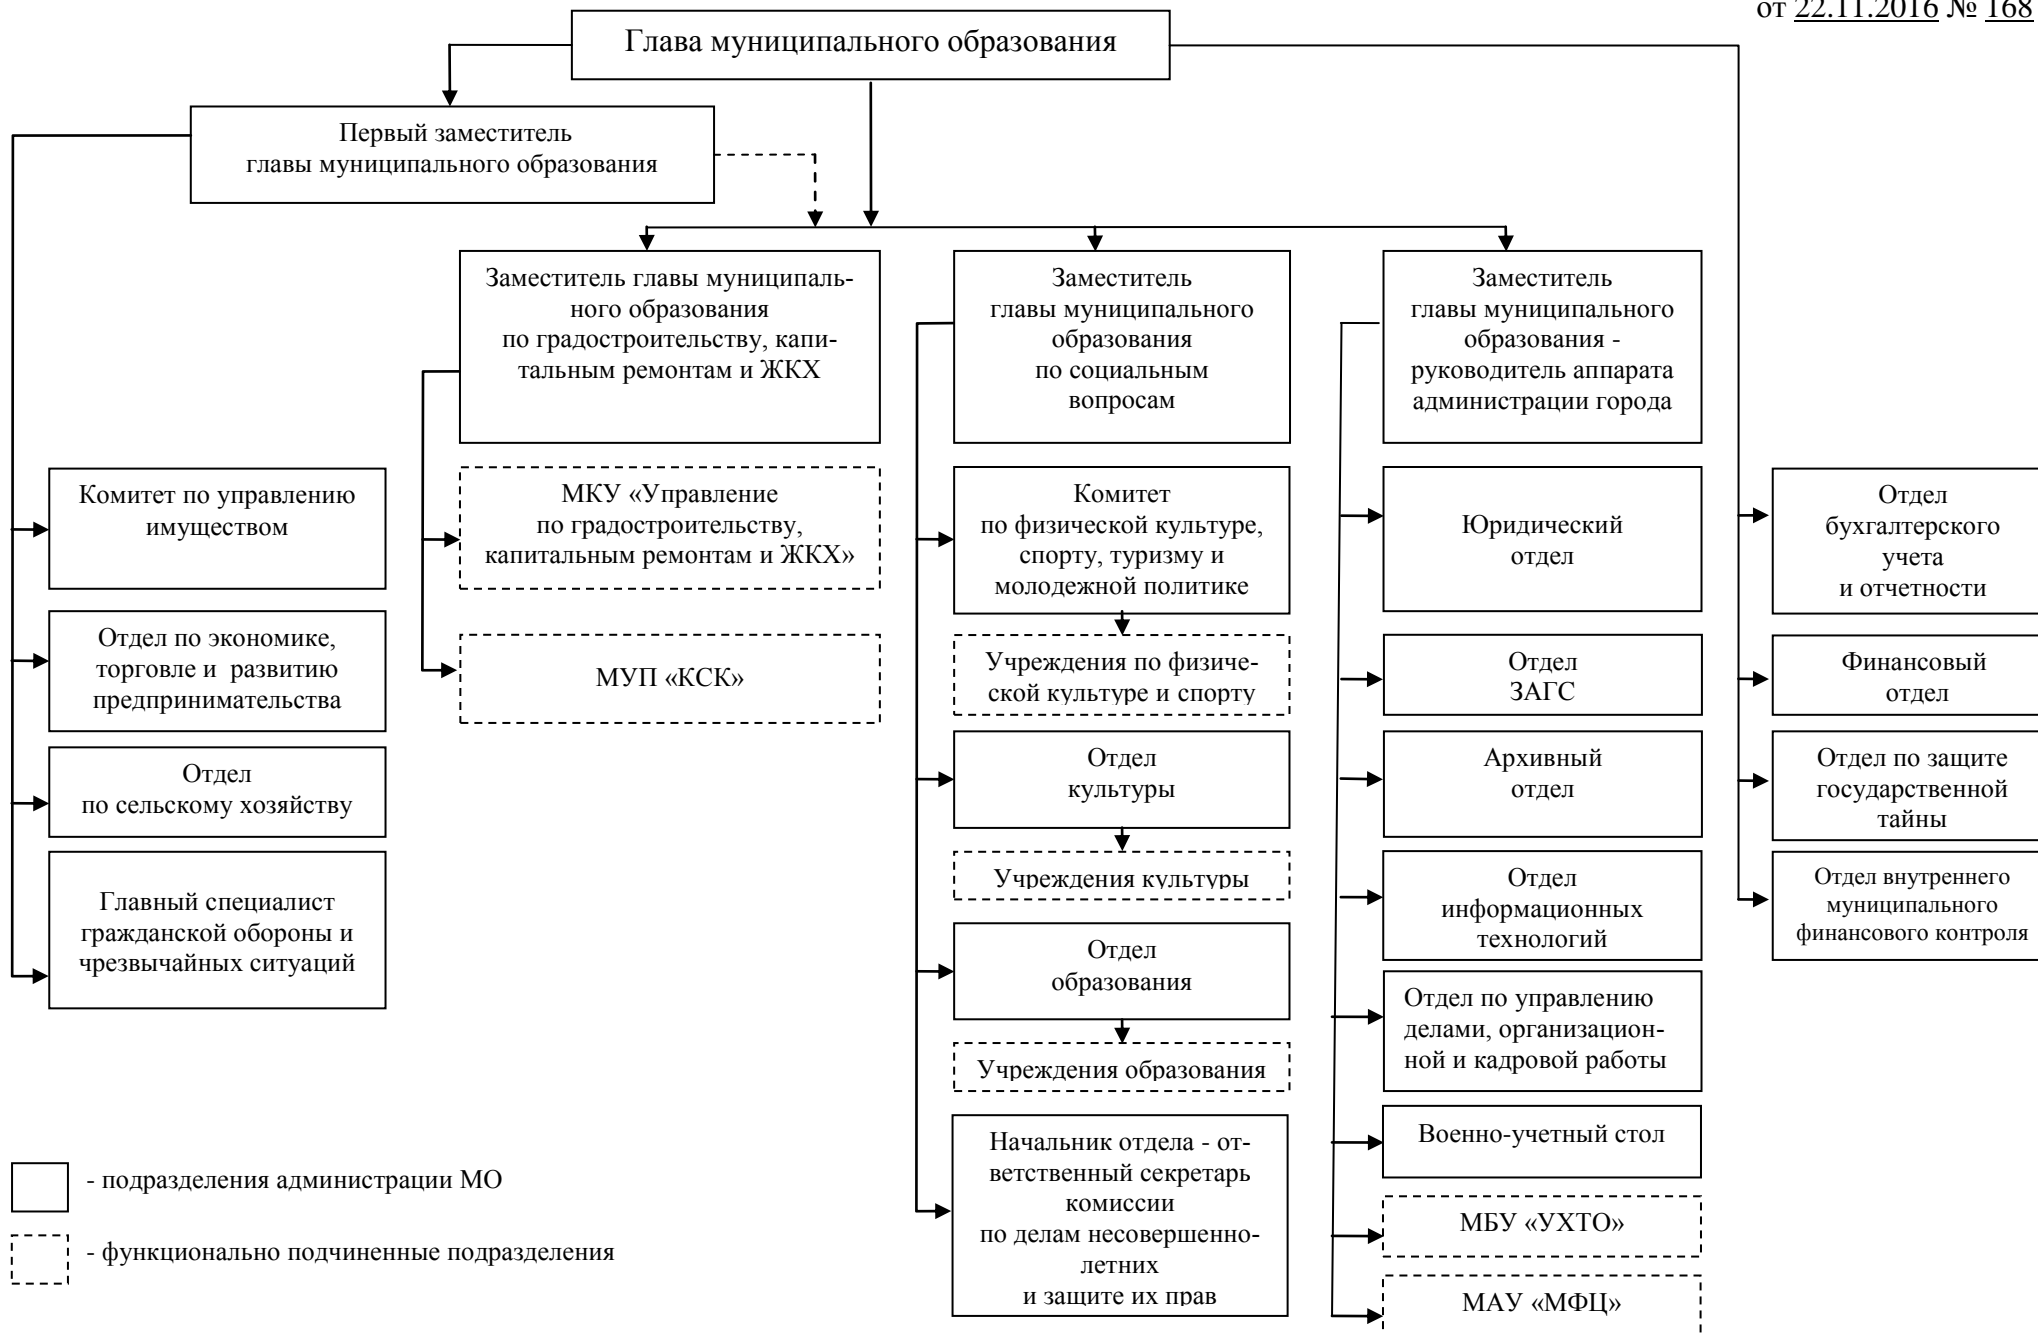 от 22.11.2016 № 168
Глава муниципального образования
Первый заместитель
главы муниципального образования
Заместитель главы муниципаль-
ного образования
по градостроительству, капи-
тальным ремонтам и ЖКХ
Заместитель
главы муниципального
образования
по социальным
вопросам
Заместитель
главы муниципального
образования -
руководитель аппарата
администрации города
Комитет по управлению
имуществом
Отдел по экономике,
торговле и развитию
предпринимательства
Отдел
по сельскому хозяйству
Главный специалист
гражданской обороны и
чрезвычайных ситуаций
МКУ «Управление
по градостроительству,
капитальным ремонтам и ЖКХ»
МУП «КСК»
Комитет
по физической культуре,
спорту, туризму и
молодежной политике
Учреждения по физиче-
ской культуре и спорту
Отдел
культуры
Учреждения культуры
Отдел
образования
Учреждения образования
Начальник отдела - от-
ветственный секретарь
комиссии
по делам несовершенно-
летних
и защите их прав
Юридический
отдел
Отдел
ЗАГС
Архивный
отдел
Отдел
информационных
технологий
Отдел по управлению
делами, организацион-
ной и кадровой работы
Военно-учетный стол
МБУ «УХТО»
МАУ «МФЦ»
Отдел
бухгалтерского
учета
и отчетности
Финансовый
отдел
Отдел по защите
государственной
тайны
Отдел внутреннего
муниципального
финансового контроля
- подразделения администрации МО
- функционально подчиненные подразделения